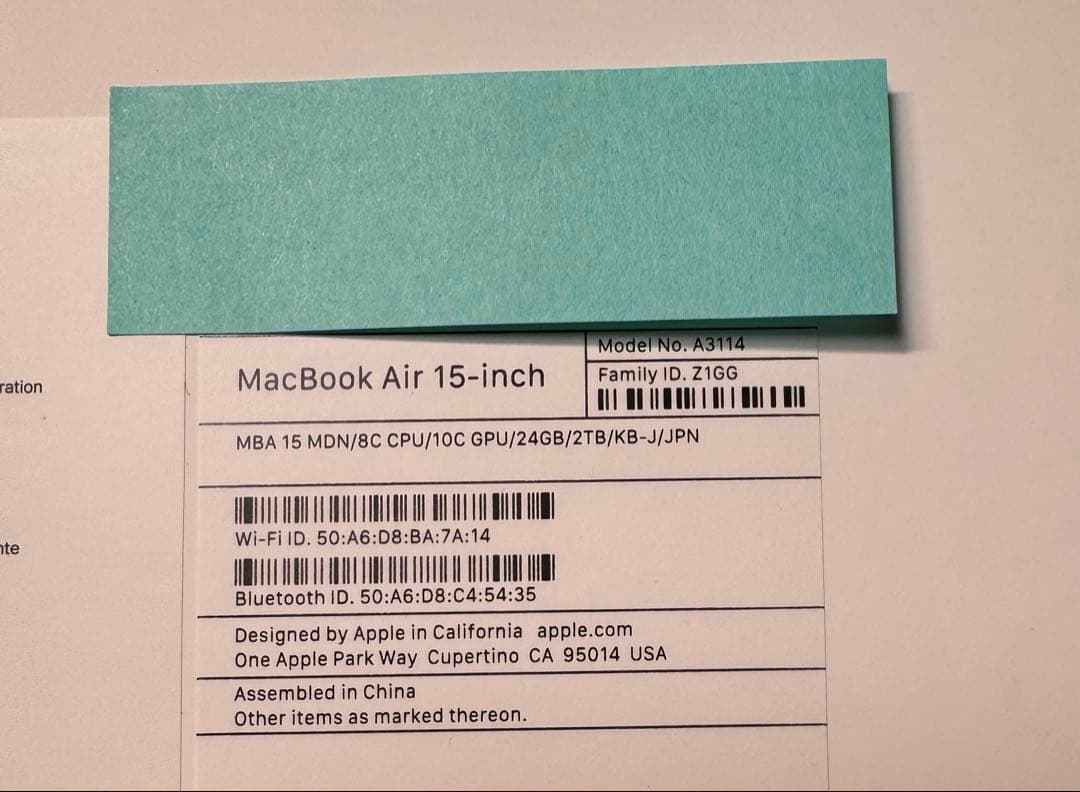 Model No. A3114
MacBook Air 15-inch
Family ID. Z1GG
MBA 15 MDN/8C CPU/10C GPU/24GB/2TB/KB-J/JPN
Wi-Fi ID. 50:A6:D8:BA:7A:14
Bluetooth ID. 50:A6:D8:C4:54:35
Designed by Apple in California apple.com
One Apple Park Way Cupertino CA 95014 USA
Assembled in China
Other items as marked thereon.
ration
nte